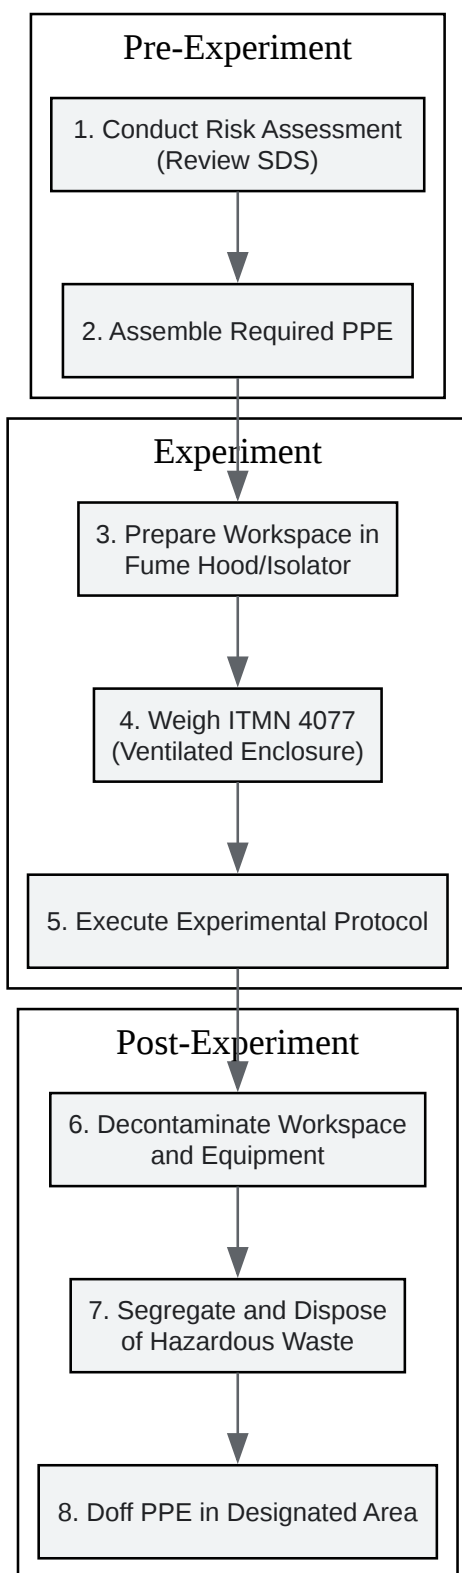 Pre-Experiment
1. Conduct Risk Assessment
(Review SDS)
2. Assemble Required PPE
Experiment
3. Prepare Workspace in
Fume Hood/Isolator
4. Weigh ITMN 4077
(Ventilated Enclosure)
5. Execute Experimental Protocol
Post-Experiment
6. Decontaminate Workspace
and Equipment
7. Segregate and Dispose
of Hazardous Waste
8. Doff PPE in Designated Area